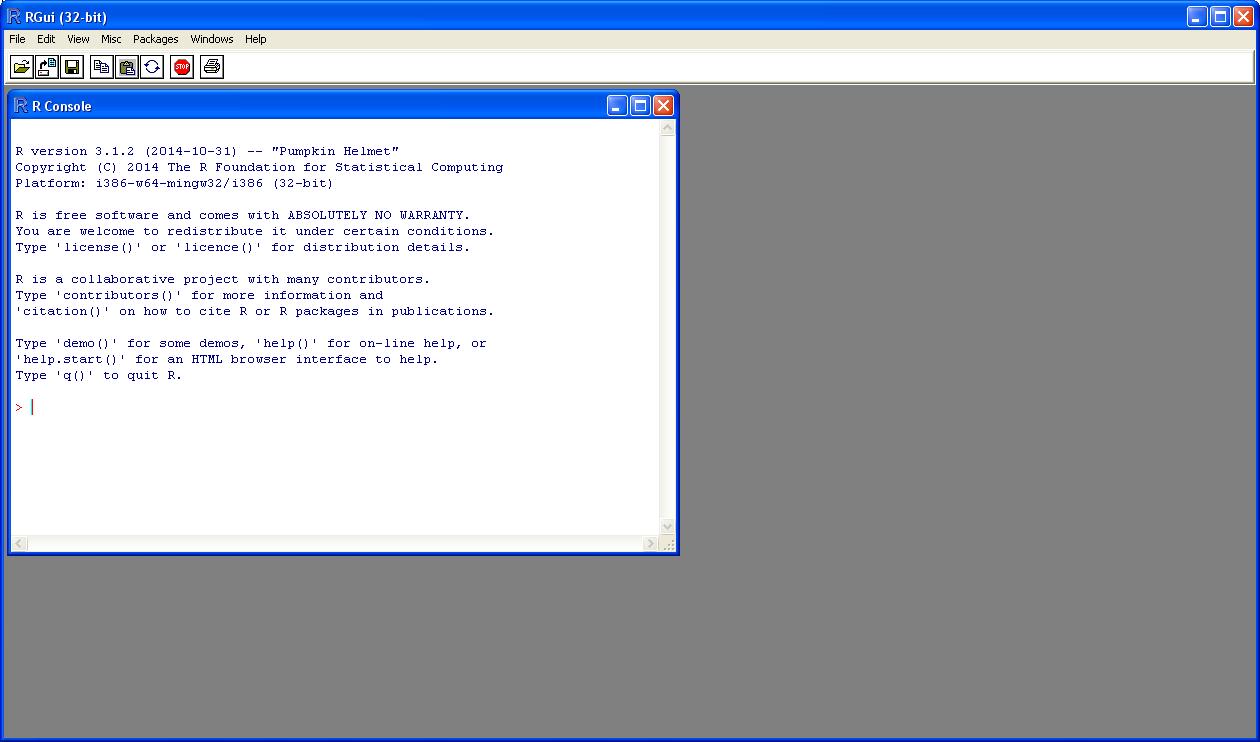 RGui (32-bit)
File Edit View Misc Packages Windows Help
STOP
R Console
R version 3.1.2 (2014-10-31) -- "Pumpkin Helmet"
Copyright (C) 2014 The R Foundation for Statistical Computing
Platform: i386-w64-mingw32/i386 (32-bit)
R is free software and comes with ABSOLUTELY NO WARRANTY.
You are welcome to redistribute it under certain conditions.
Type 'license()' or 'licence()' for distribution details.
R is a collaborative project with many contributors.
Type 'contributors()' for more information and
'citation()' on how to cite R or R packages in publications.
Type 'demo()' for some demos, 'help()' for on-line help, or
'help.start()' for an HTML browser interface to help.
Type 'q()' to quit R.
>